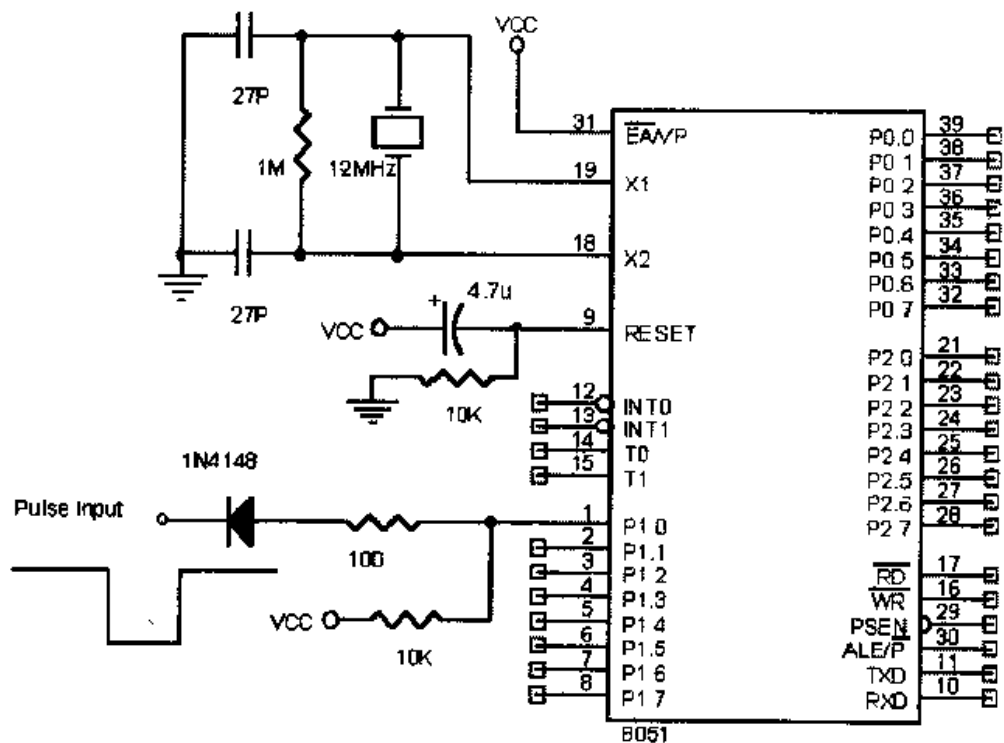 VCC
27P
1M
12MHz
27P
31 EA/VP
19 X1
18 X2
4.7u
+
VCC
9 RESET
10K
12 INT0
13 INT1
14 T0
15 T1
1N4148
Pulse Input
100
1 P1.0
2 P1.1
3 P1.2
4 P1.3
5 P1.4
6 P1.5
7 P1.6
8 P1.7
VCC
10K
P0.0 39
P0.1 38
P0.2 37
P0.3 36
P0.4 35
P0.5 34
P0.6 33
P0.7 32
P2.0 21
P2.1 22
P2.2 23
P2.3 24
P2.4 25
P2.5 26
P2.6 27
P2.7 28
RD 17
WR 16
PSEN 29
ALE/P 30
TXD 11
RXD 10
8051